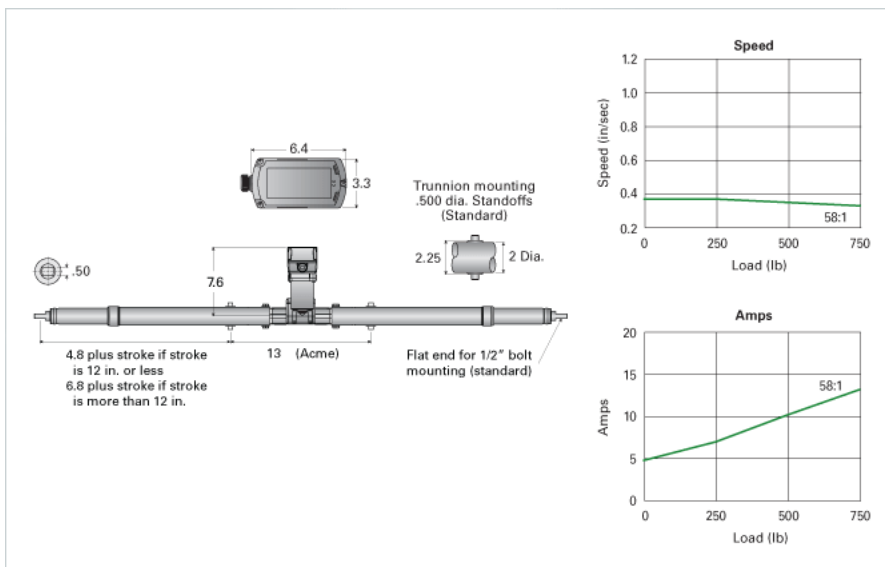 6.4
3.3
Trunnion mounting
.500 dia. Standoffs
(Standard)
2.25
2 Dia.
.50
7.6
4.8 plus stroke if stroke
is 12 in. or less
6.8 plus stroke if stroke
is more than 12 in.
13 (Acme)
Flat end for 1/2" bolt
mounting (standard)
Speed
Speed (in/sec)
1.2
1.0
0.8
0.6
0.4
0.2
58:1
0 250 500 750
Load (lb)
Amps
Amps
20
15
10
5
0
58:1
0 250 500 750
Load (lb)